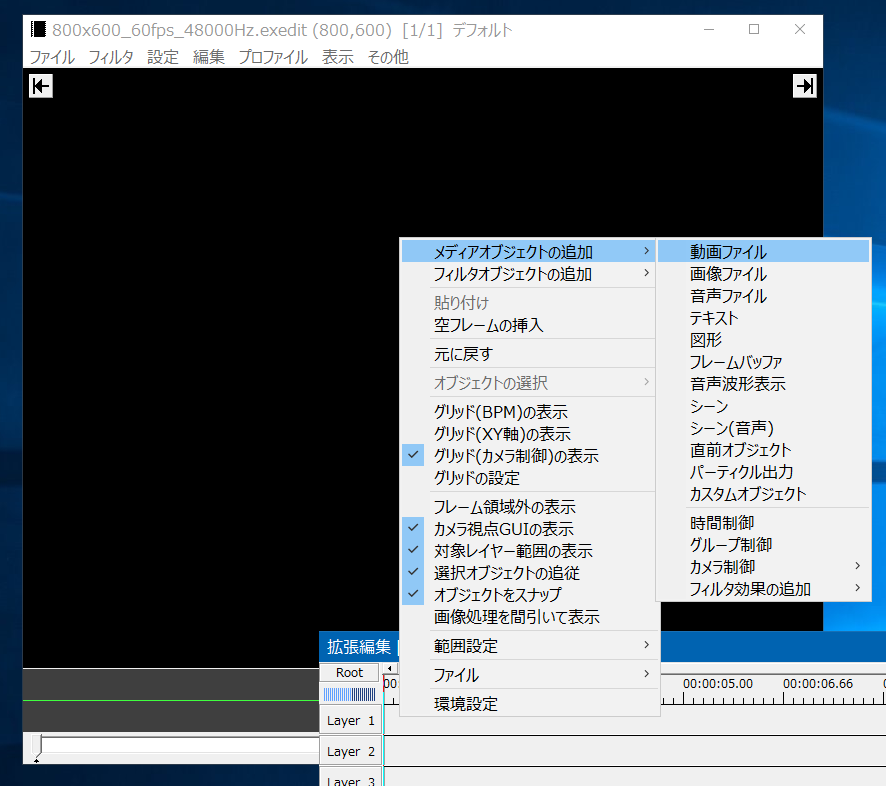 800x600_60fps_48000Hz.exedit (800,600) [1/1] デフォルト
ファイル フィルタ 設定 編集 プロファイル 表示 その他
メディアオブジェクトの追加
フィルタオブジェクトの追加
貼り付け
空フレームの挿入
元に戻す
オブジェクトの選択
グリッド(BPM)の表示
グリッド(XY軸)の表示
グリッド(カメラ制御)の表示
グリッドの設定
フレーム領域外の表示
カメラ視点GUIの表示
対象レイヤー範囲の表示
選択オブジェクトの追従
オブジェクトをスナップ
画像処理を間引いて表示
範囲設定
ファイル
環境設定
動画ファイル
画像ファイル
音声ファイル
テキスト
図形
フレームバッファ
音声波形表示
シーン
シーン(音声)
直前オブジェクト
パーティクル出力
カスタムオブジェクト
時間制御
グループ制御
カメラ制御
フィルタ効果の追加
拡張編集
Root
00:00:05.00 00:00:06.66
Layer 1
Layer 2
Layer 3